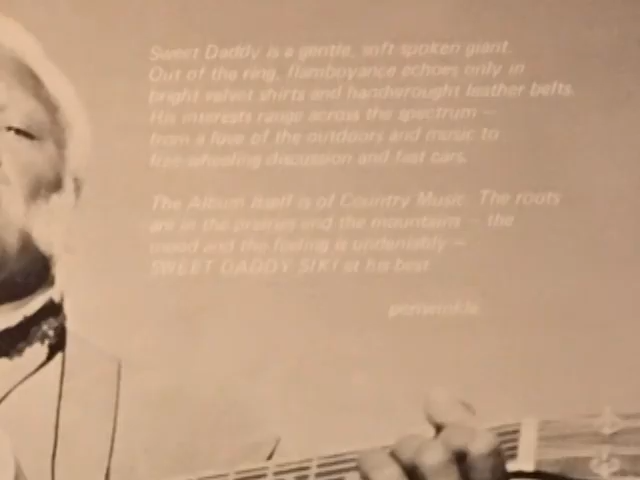 Sweet Daddy is a gentle, soft-spoken giant.
Out of the ring, flamboyance echoes only in
bright velvet shirts and handwrought leather belts.
His interests range across the spectrum —
from a love of the outdoors and music to
free-wheeling discussion and fast cars.
The Album itself is of Country Music. The roots
are in the prairies and the mountains — the
mood and the feeling is undeniably —
SWEET DADDY SIKI at his best.
periwinkle